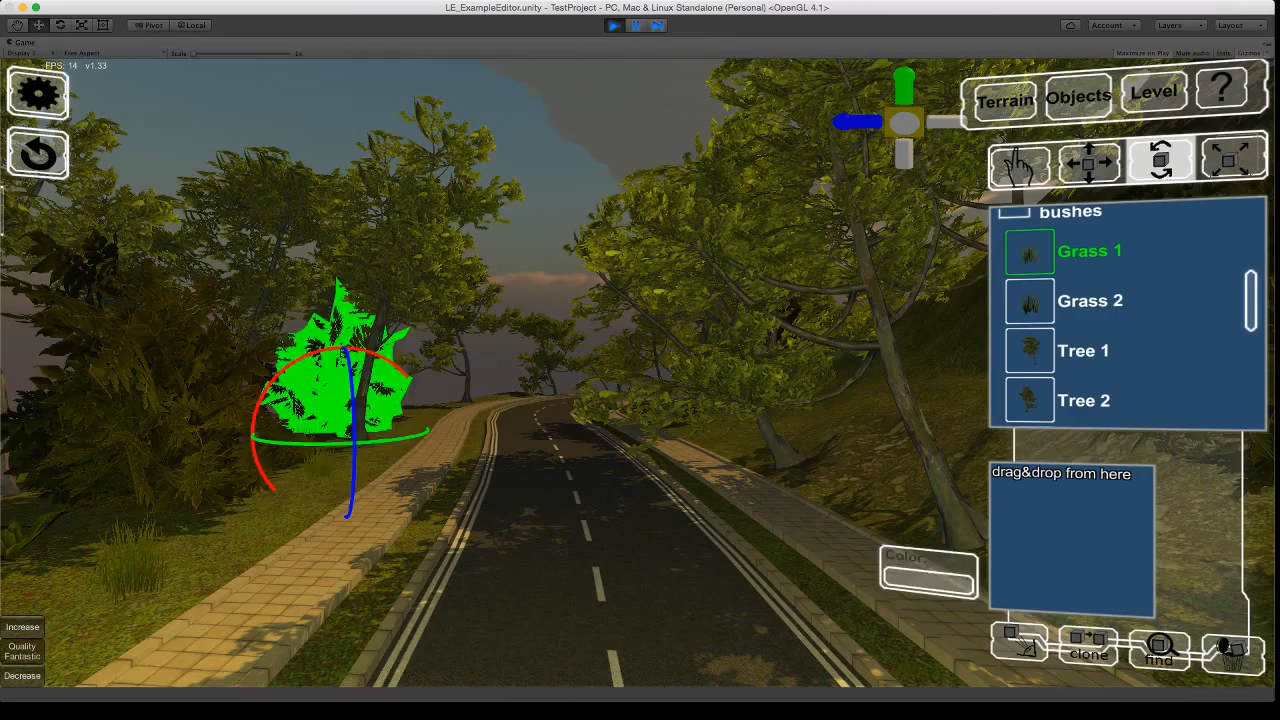 LE_ExampleEditor.unity - TestProject - PC, Mac & Linux Standalone (Personal) <OpenGL 4.1>
Pivot
Local
Account
Layers
Layout
Game
Display 1
Free Aspect
Scale
1x
Maximize on Play
Mute audio
Stats
Gizmos
FPS: 14 v1.33
Terrain
Objects
Level
?
bushes
Grass 1
Grass 2
Tree 1
Tree 2
drag&drop from here
Color:
clone
find
Increase
Quality
Fantastic
Decrease